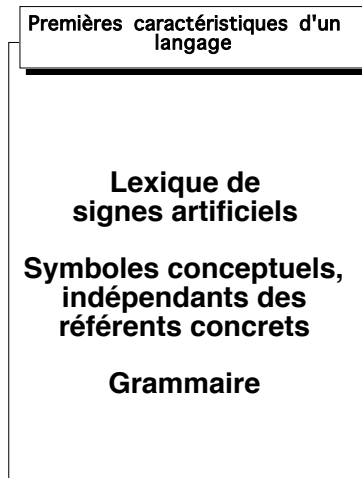 Premières caractéristiques d'un
langage
Lexique de
signes artificiels
Symboles conceptuels,
indépendants des
référents concrets
Grammaire